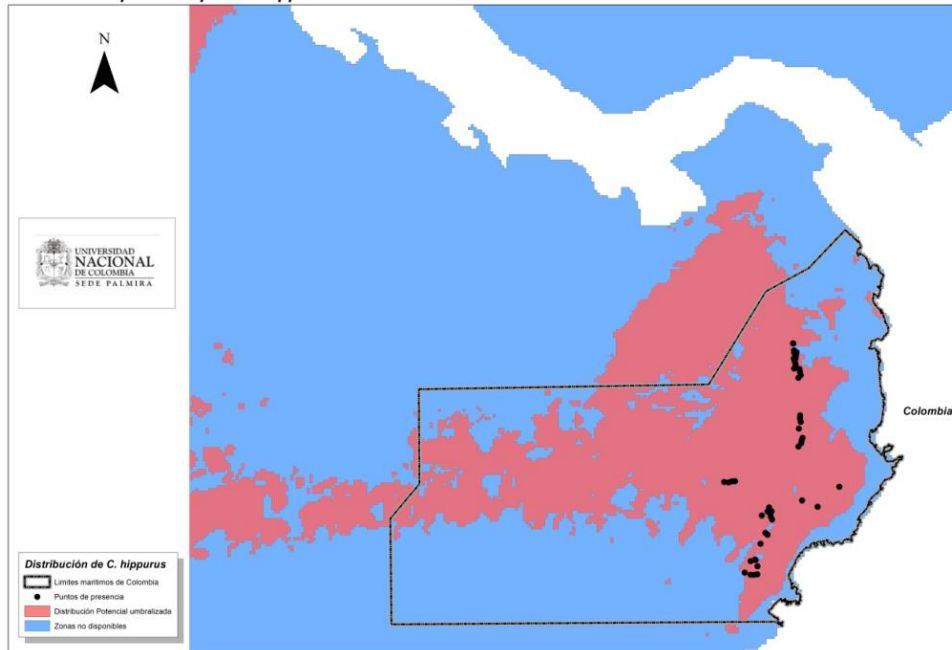 N
UNIVERSIDAD
NACIONAL
DE COLOMBIA
SEDE PALMIRA
Colombia
Distribución de C. hippurus
Limites maritimos de Colombia
Puntos de presencia
Distribución Potencial umbralizada
Zonas no disponibles